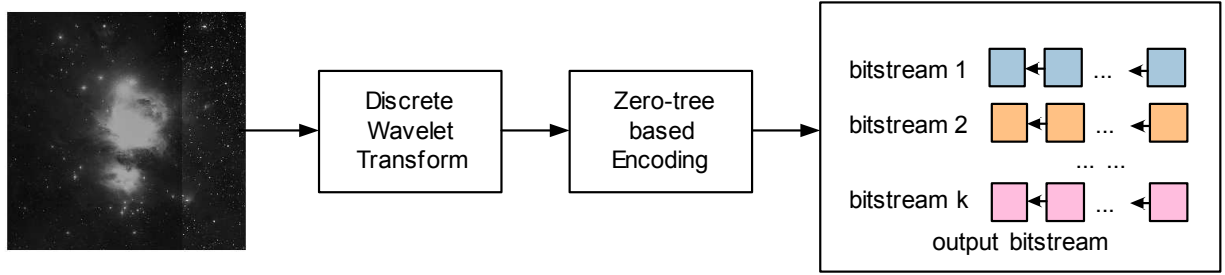 Discrete
Wavelet
Transform
Zero-tree
based
Encoding
bitstream 1 ...
bitstream 2 ...
... ...
bitstream k ...
output bitstream